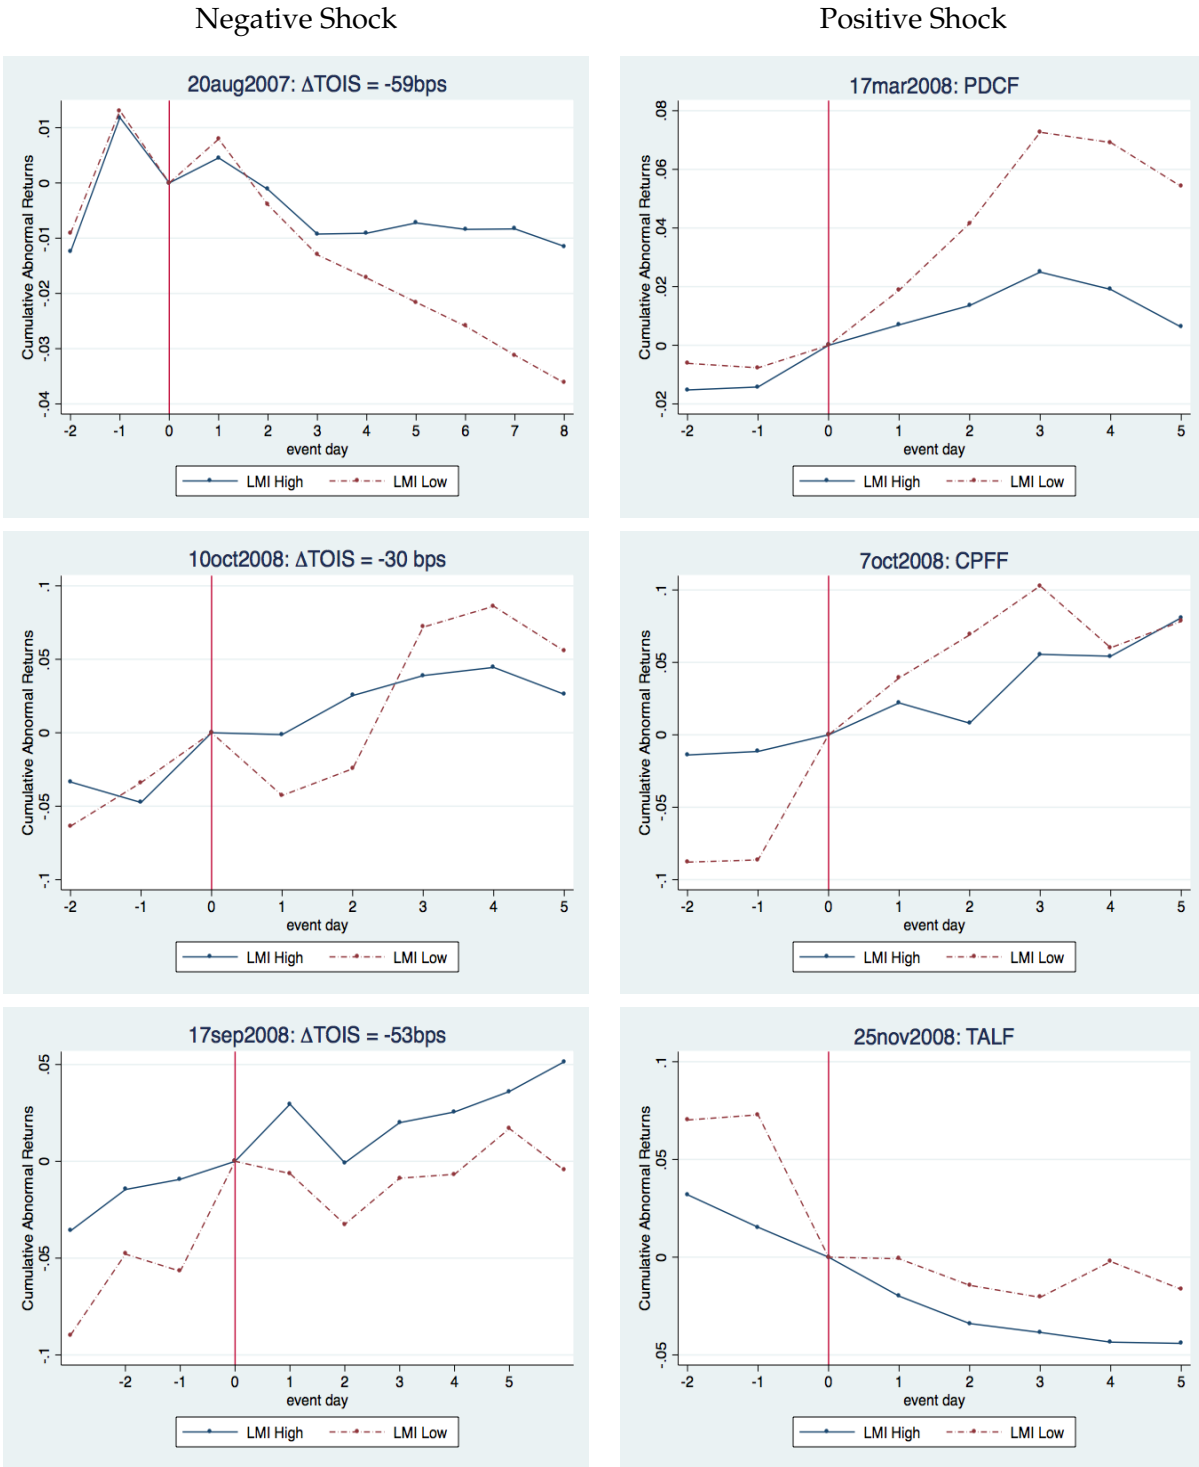 Negative Shock
Positive Shock
20aug2007: ΔTOIS = -59bps
Cumulative Abnormal Returns
.01
0
-.01
-.02
-.03
-.04
-2 -1 0 1 2 3 4 5 6 7 8
event day
LMI High LMI Low
17mar2008: PDCF
Cumulative Abnormal Returns
.08
.06
.04
.02
0
-.02
-2 -1 0 1 2 3 4 5
event day
LMI High LMI Low
10oct2008: ΔTOIS = -30 bps
Cumulative Abnormal Returns
.1
.05
0
-.05
-.1
-2 -1 0 1 2 3 4 5
event day
LMI High LMI Low
7oct2008: CPFF
Cumulative Abnormal Returns
.1
.05
0
-.05
-.1
-2 -1 0 1 2 3 4 5
event day
LMI High LMI Low
17sep2008: ΔTOIS = -53bps
Cumulative Abnormal Returns
.05
0
-.05
-.1
-2 -1 0 1 2 3 4 5
event day
LMI High LMI Low
25nov2008: TALF
Cumulative Abnormal Returns
.1
.05
0
-.05
-2 -1 0 1 2 3 4 5
event day
LMI High LMI Low